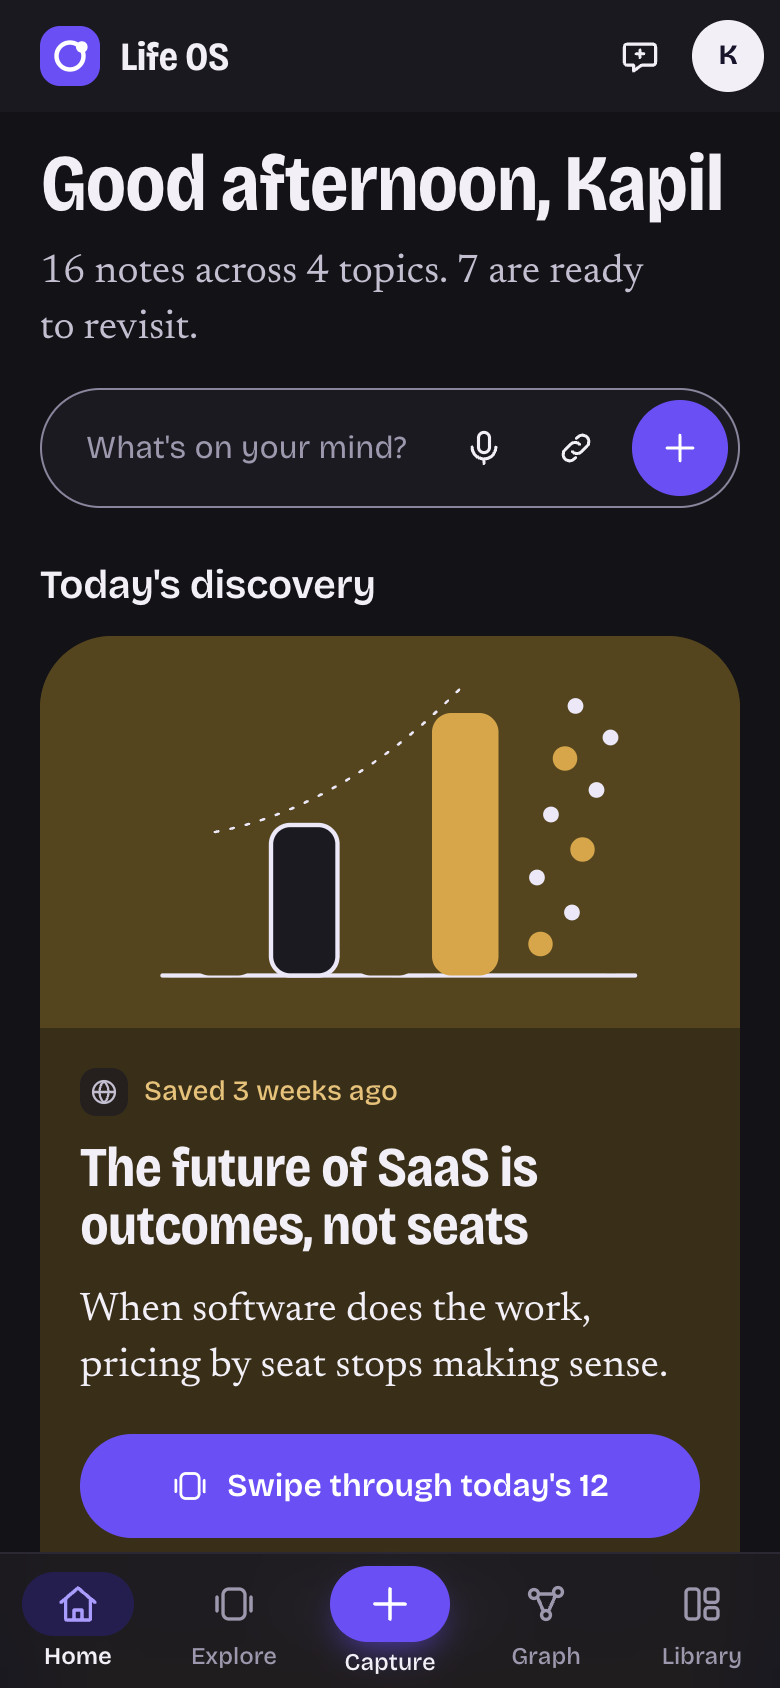 Life OS
K
Good afternoon, Kapil
16 notes across 4 topics. 7 are ready
to revisit.
What's on your mind?
Today's discovery
Saved 3 weeks ago
The future of SaaS is
outcomes, not seats
When software does the work,
pricing by seat stops making sense.
Swipe through today's 12
Home
Explore
Capture
Graph
Library